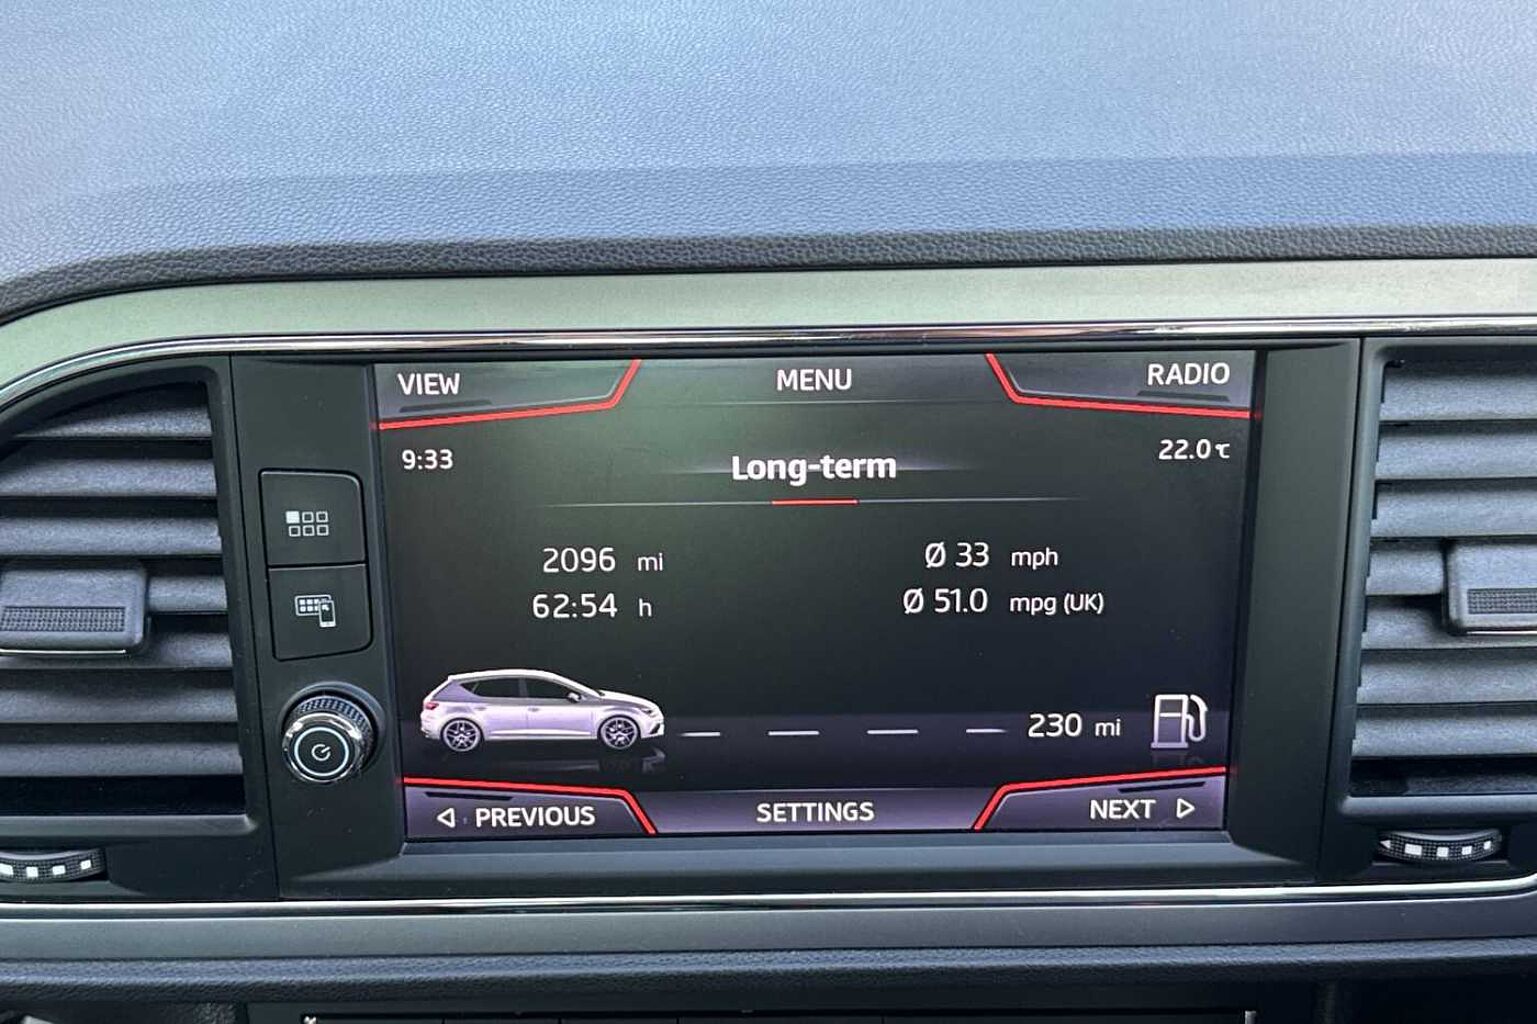 VIEW MENU RADIO
9:33 22.0℃
Long-term
2096 mi Ø 33 mph
62:54 h Ø 51.0 mpg (UK)
230 mi
PREVIOUS SETTINGS NEXT